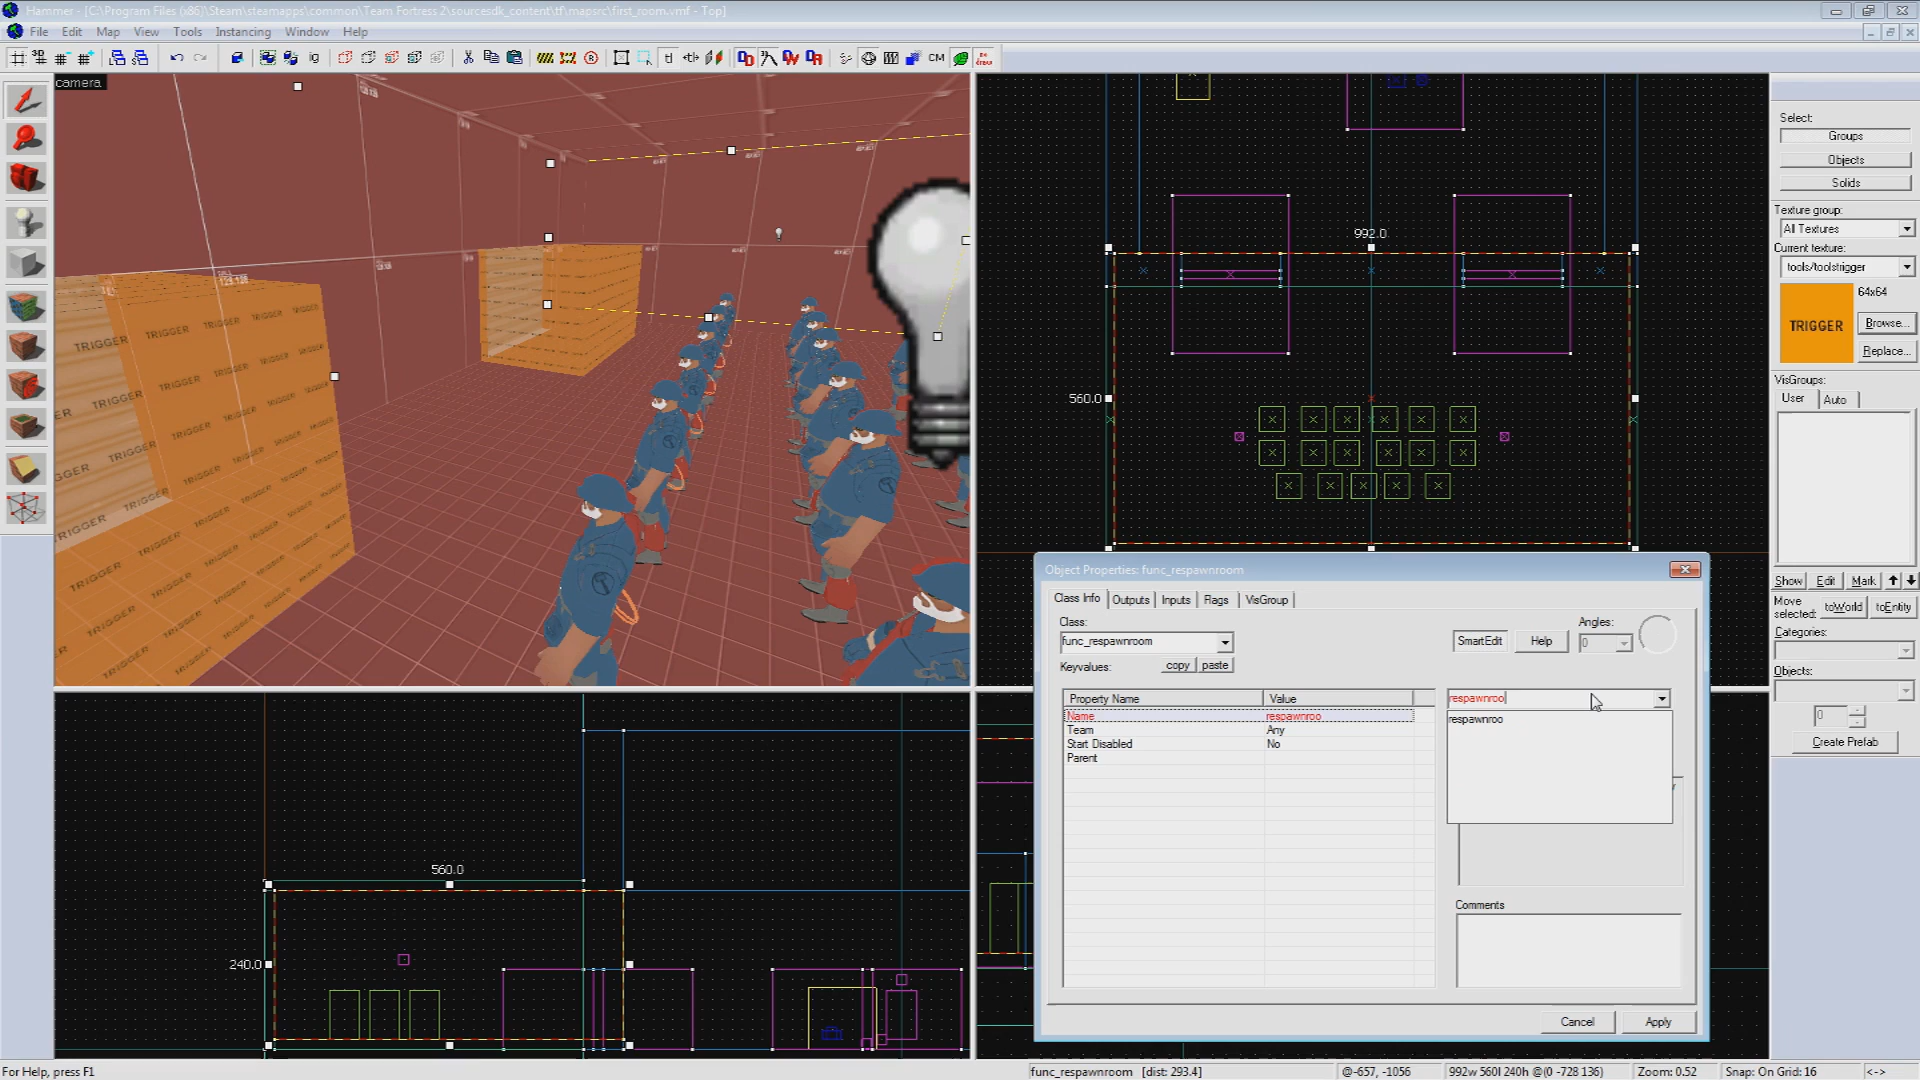 Hammer - [C:\Program Files (x86)\Steam\steamapps\common\Team Fortress 2\sourcesdk_content\tf\mapsrc\first_room.vmf - Top]
File Edit Map View Tools Instancing Window Help
CM
camera
TRIGGER TRIGGER TRIGGER
992.0
560.0
560.0
240.0
Select:
Groups
Objects
Solids
Texture group:
All Textures
Current texture:
tools/toolstrigger
64x64
TRIGGER
Browse...
Replace...
VisGroups:
User Auto
Show Edit Mark
Move selected: toWorld toEntity
Categories:
Objects:
0
Create Prefab
Object Properties: func_respawnroom
Class Info Outputs Inputs Flags VisGroup
Class:
func_respawnroom
SmartEdit Help
Angles:
0
Keyvalues: copy paste
Property Name Value
Name respawnroo
Team Any
Start Disabled No
Parent
respawnroo
respawnroo
Comments
Cancel Apply
For Help, press F1
func_respawnroom [dist: 293.4]
@-657, -1056
992w 560l 240h @(0 -728 136)
Zoom: 0.52
Snap: On Grid: 16
<->